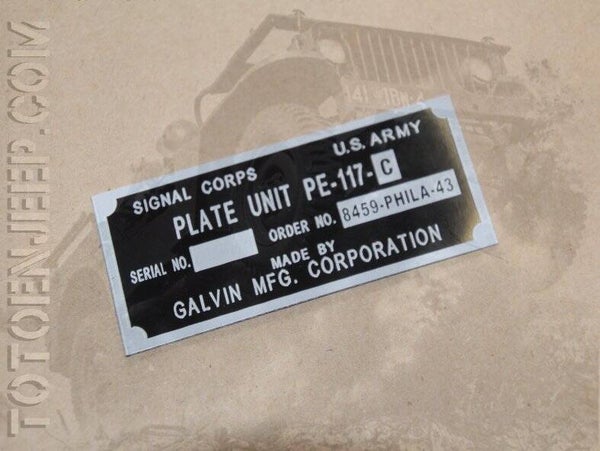 TOTOENJEEP.COM
SIGNAL CORPS U.S. ARMY
PLATE UNIT PE-117-C
SERIAL NO. ORDER NO. 8459-PHILA-43
MADE BY
GALVIN MFG. CORPORATION